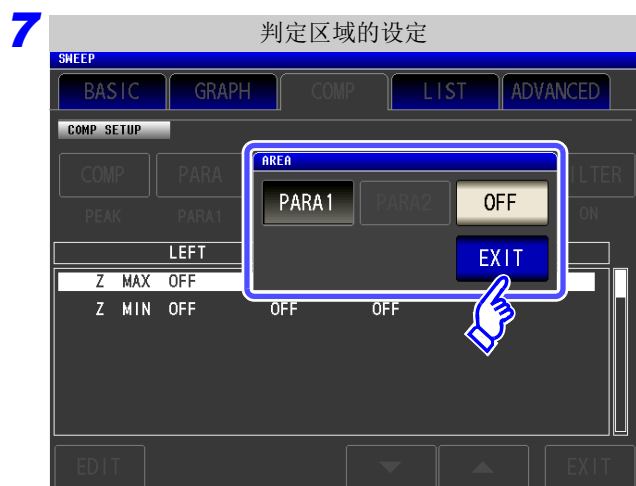 7
判定区域的设定
SWEEP
BASIC GRAPH COMP LIST ADVANCED
COMP SETUP
AREA
COMP PARA LTER
PARA1 PARA2 OFF
PEAK PARA1 ON
LEFT
EXIT
Z MAX OFF
Z MIN OFF OFF OFF
EDIT EXIT